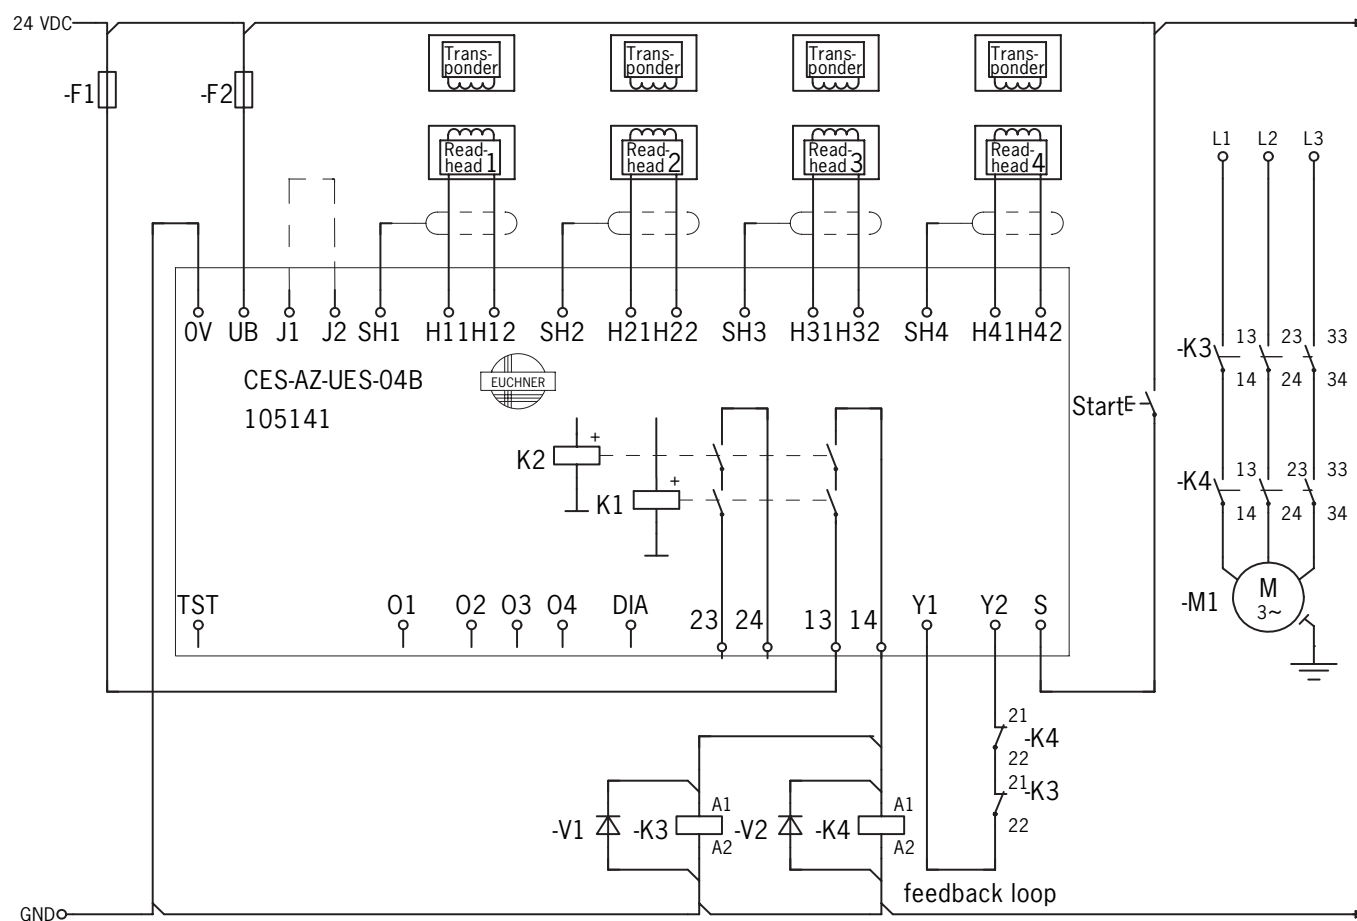 24 VDC
Trans-
ponder
Trans-
ponder
Trans-
ponder
Trans-
ponder
-F1
-F2
Read-
head 1
Read-
head 2
Read-
head 3
Read-
head 4
L1 L2 L3
0V UB J1 J2 SH1 H11 H12 SH2 H21 H22 SH3 H31 H32 SH4 H41 H42
CES-AZ-UES-04B
105141
EUCHNER
-K3 13 23 33
14 24 34
StartE
K2 +
K1 +
-K4 13 23 33
14 24 34
M
3~
-M1
TST O1 O2 O3 O4 DIA 23 24 13 14 Y1 Y2 S
21
-K4
22
21
-K3
22
-V1 -K3 A1
A2
-V2 -K4 A1
A2
feedback loop
GND